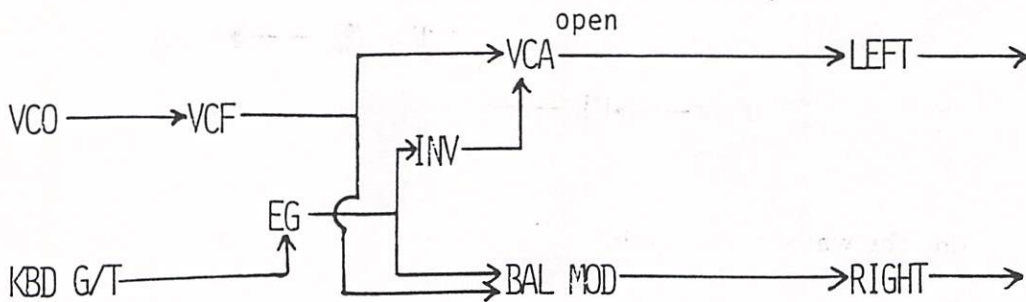 open
VCA LEFT
VCO VCF
INV
EG
KBD G/T BAL MOD RIGHT